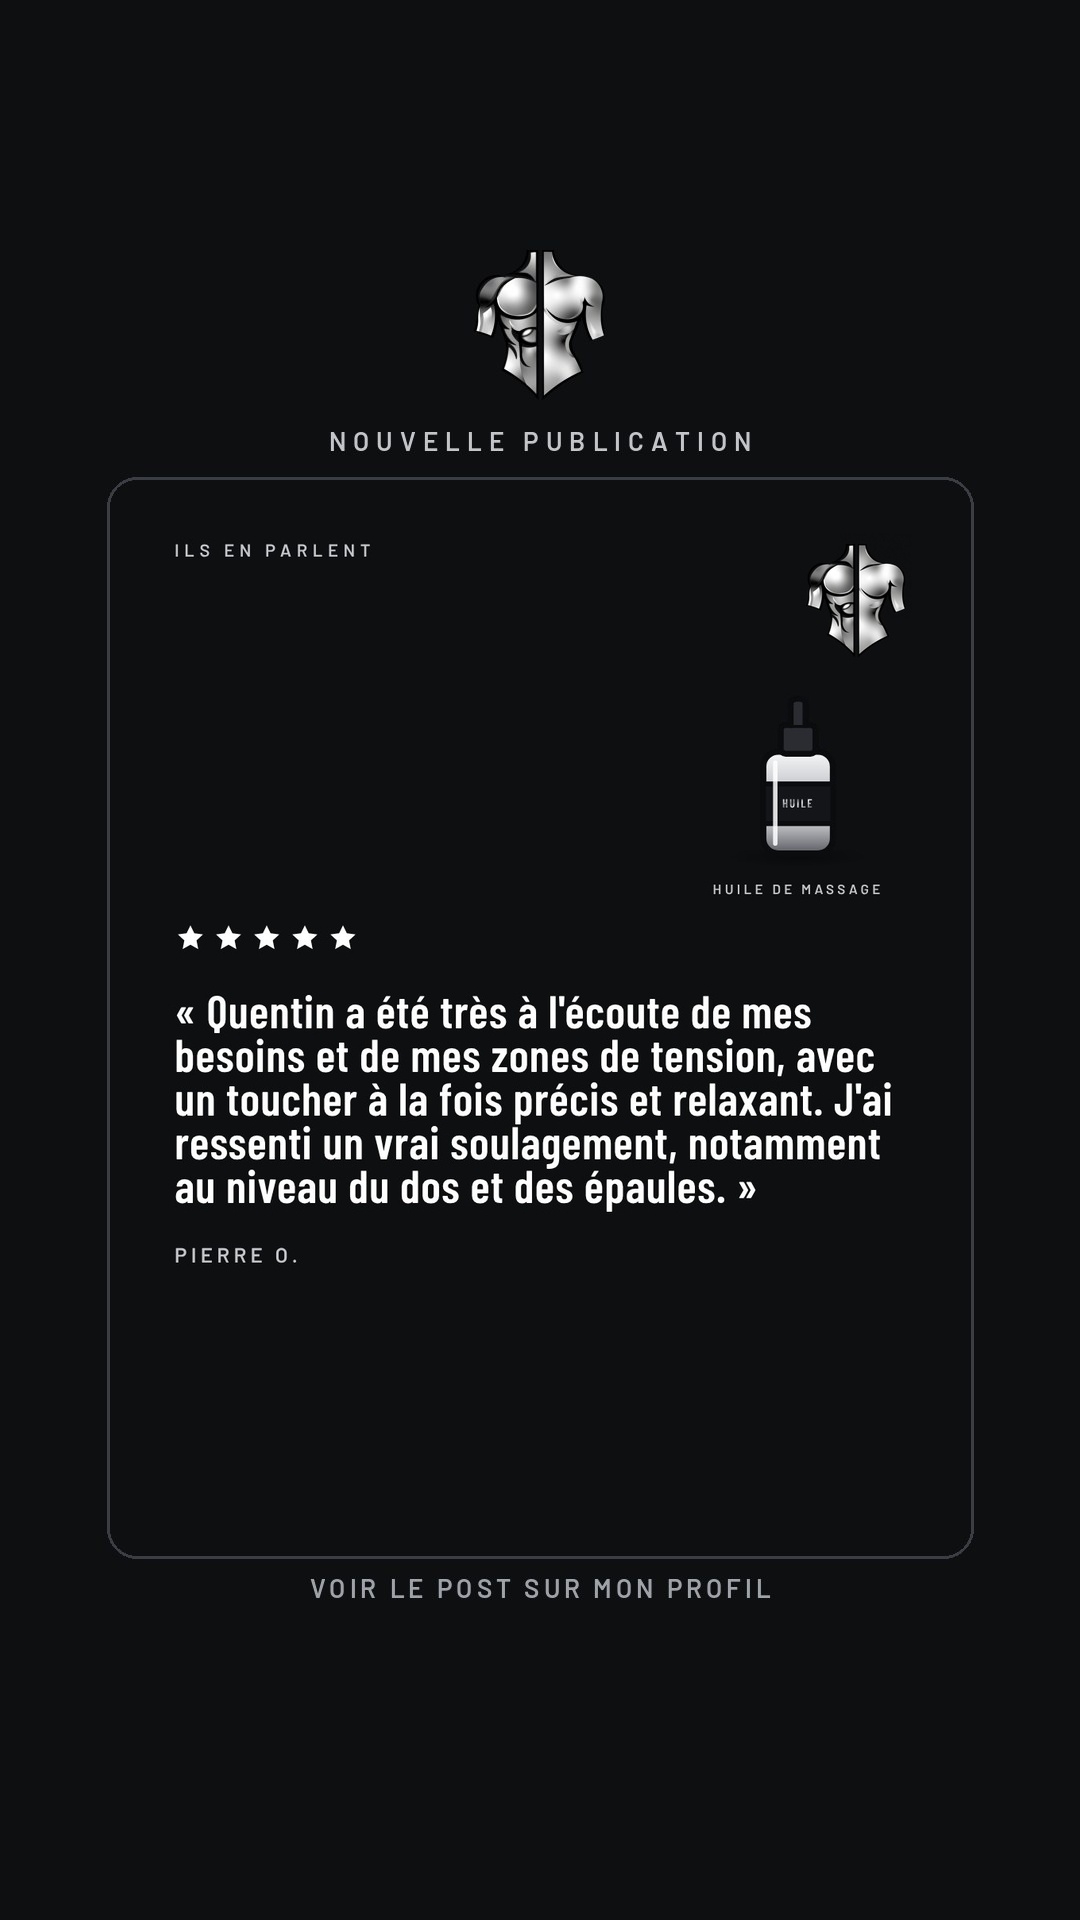 NOUVELLE PUBLICATION
ILS EN PARLENT
HUILE
HUILE DE MASSAGE
« Quentin a été très à l'écoute de mes
besoins et de mes zones de tension, avec
un toucher à la fois précis et relaxant. J'ai
ressenti un vrai soulagement, notamment
au niveau du dos et des épaules. »
PIERRE O.
VOIR LE POST SUR MON PROFIL